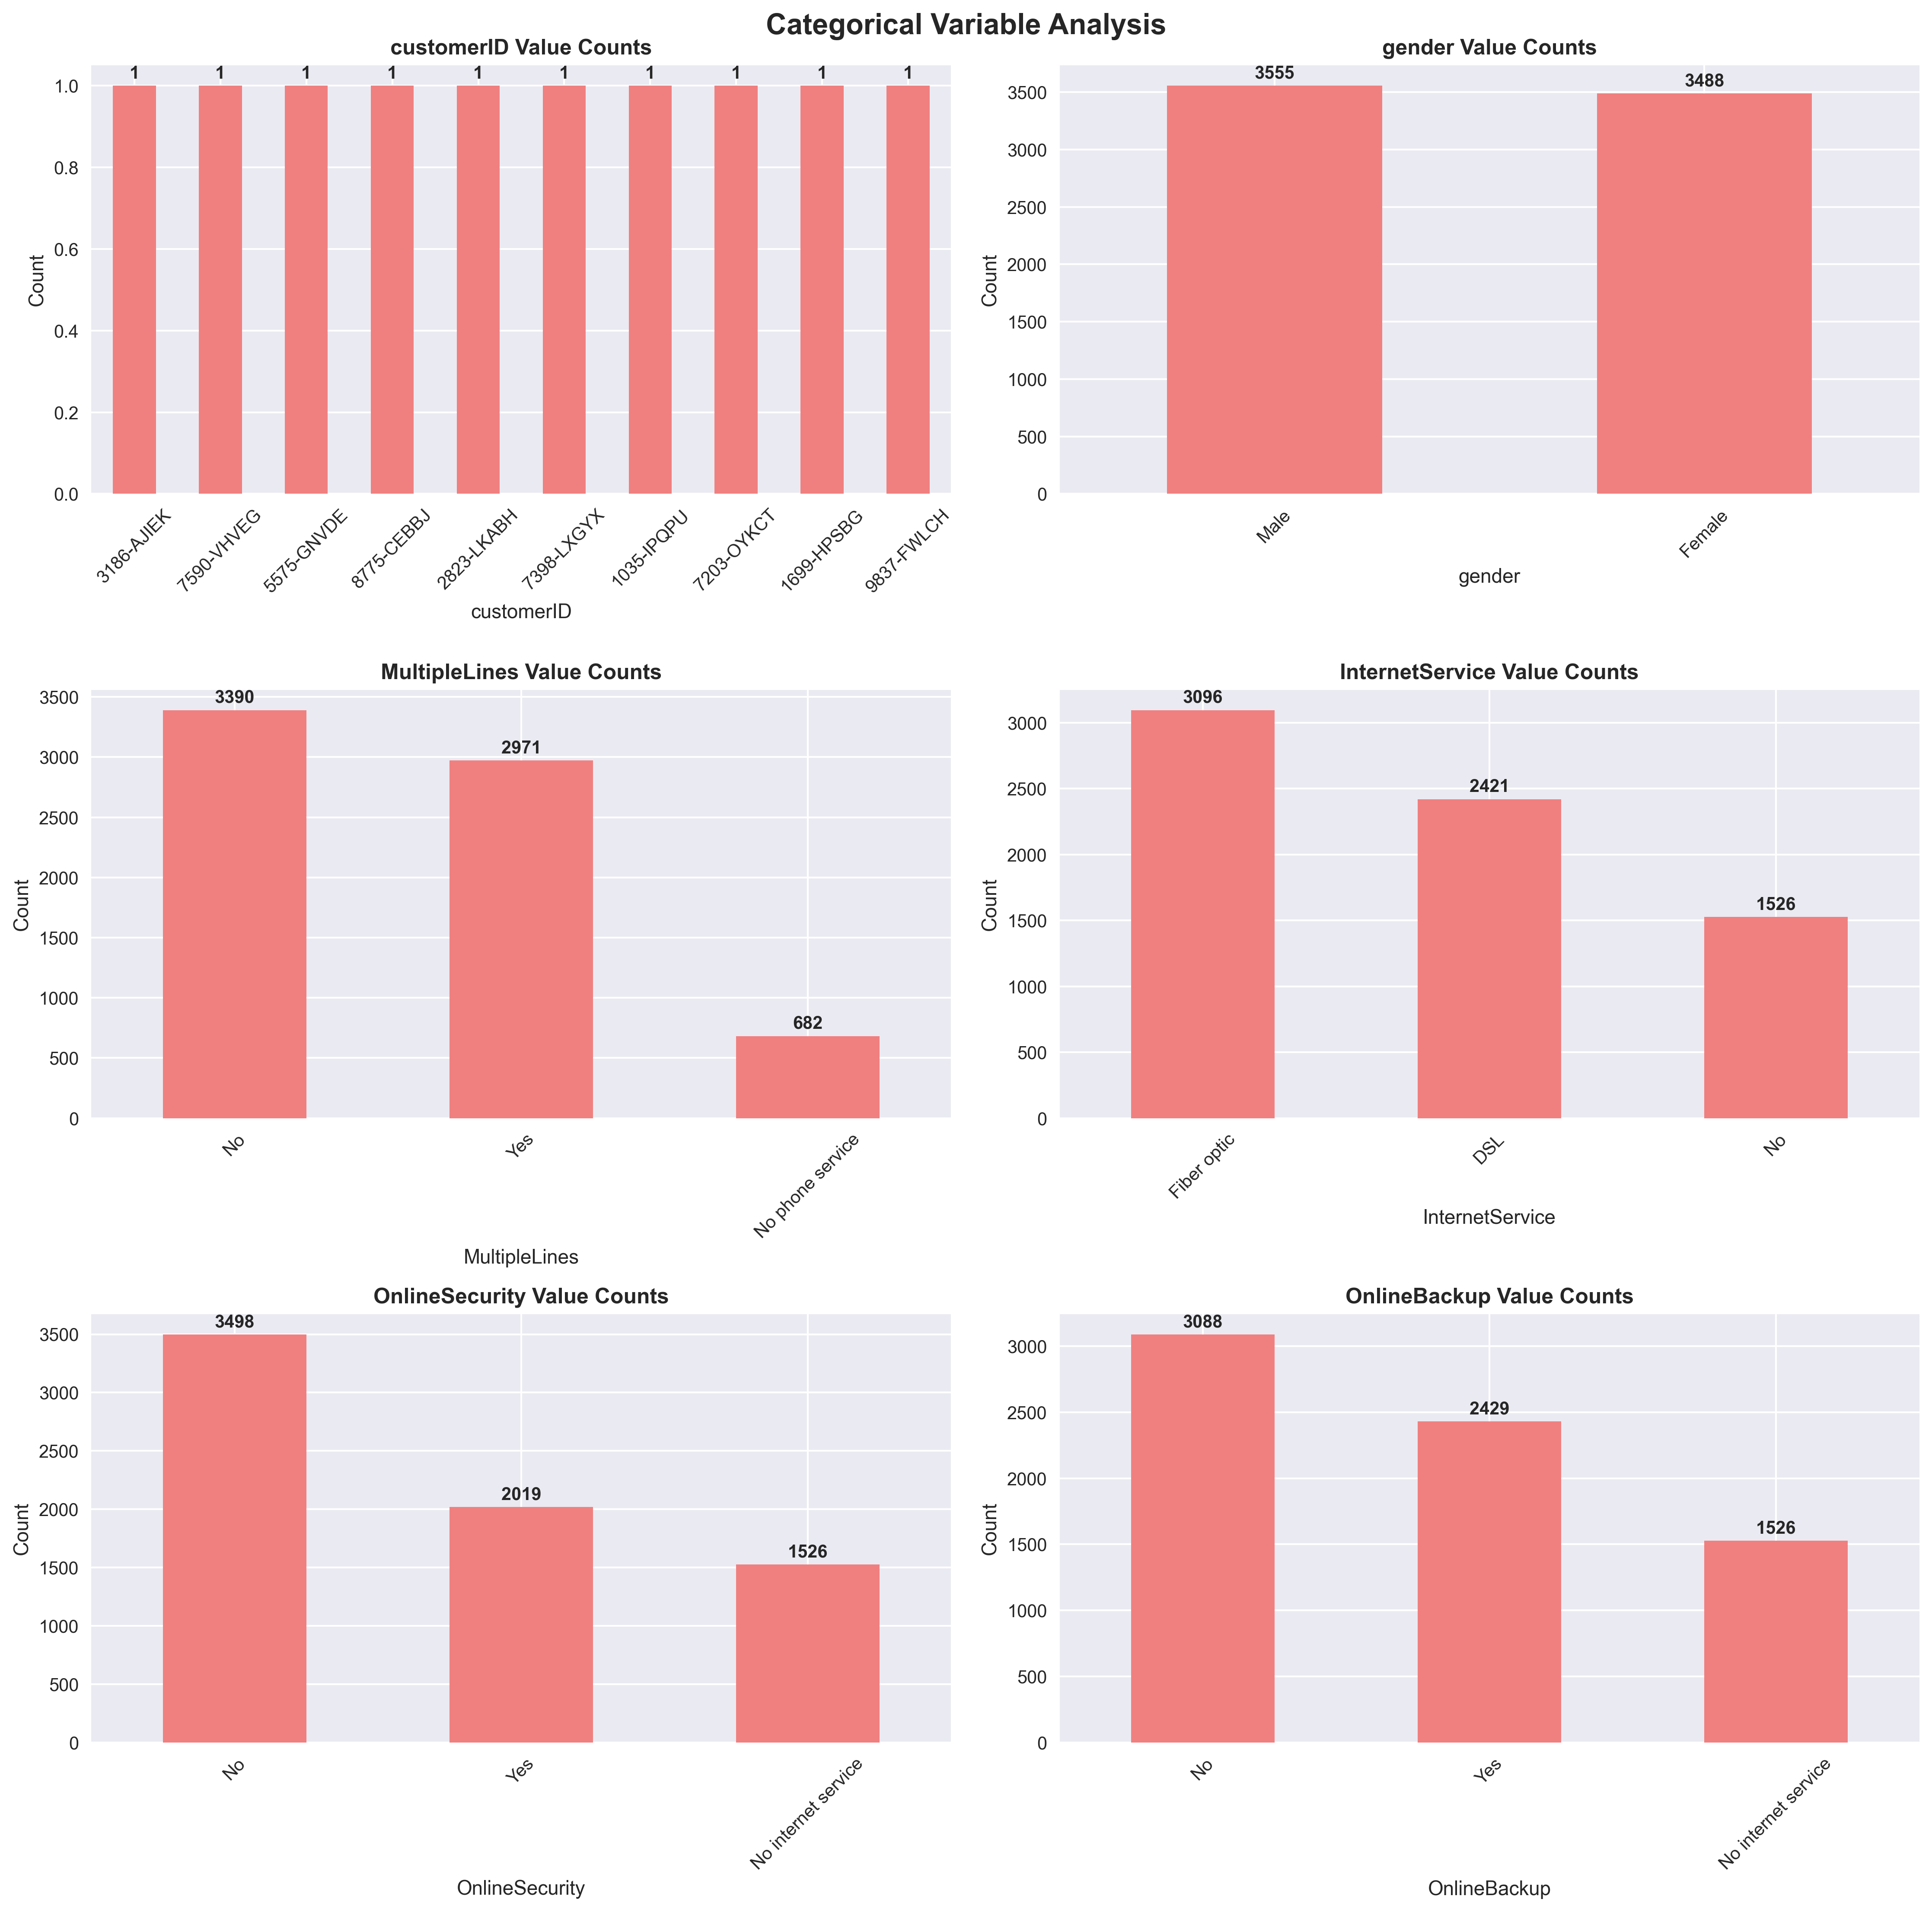 Categorical Variable Analysis
customerID Value Counts
1 1 1 1 1 1 1 1 1 1
1.0
0.8
0.6
0.4
0.2
0.0
Count
3186-AJIEK 7590-VHVEG 5575-GNVDE 8775-CEBBJ 2823-LKABH 7398-LXGYX 1035-IPQPU 7203-OYKCT 1699-HPSBG 9837-FWLCH
customerID
gender Value Counts
3555 3488
3500
3000
2500
2000
1500
1000
500
0
Count
Male Female
gender
MultipleLines Value Counts
3390 2971 682
3500
3000
2500
2000
1500
1000
500
0
Count
No Yes No phone service
MultipleLines
InternetService Value Counts
3096 2421 1526
3000
2500
2000
1500
1000
500
0
Count
Fiber optic DSL No
InternetService
OnlineSecurity Value Counts
3498 2019 1526
3500
3000
2500
2000
1500
1000
500
0
Count
No Yes No internet service
OnlineSecurity
OnlineBackup Value Counts
3088 2429 1526
3000
2500
2000
1500
1000
500
0
Count
No Yes No internet service
OnlineBackup